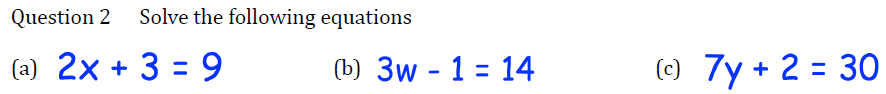 Question 2 Solve the following equations
(a) 2x + 3 = 9 (b) 3w - 1 = 14 (c) 7y + 2 = 30